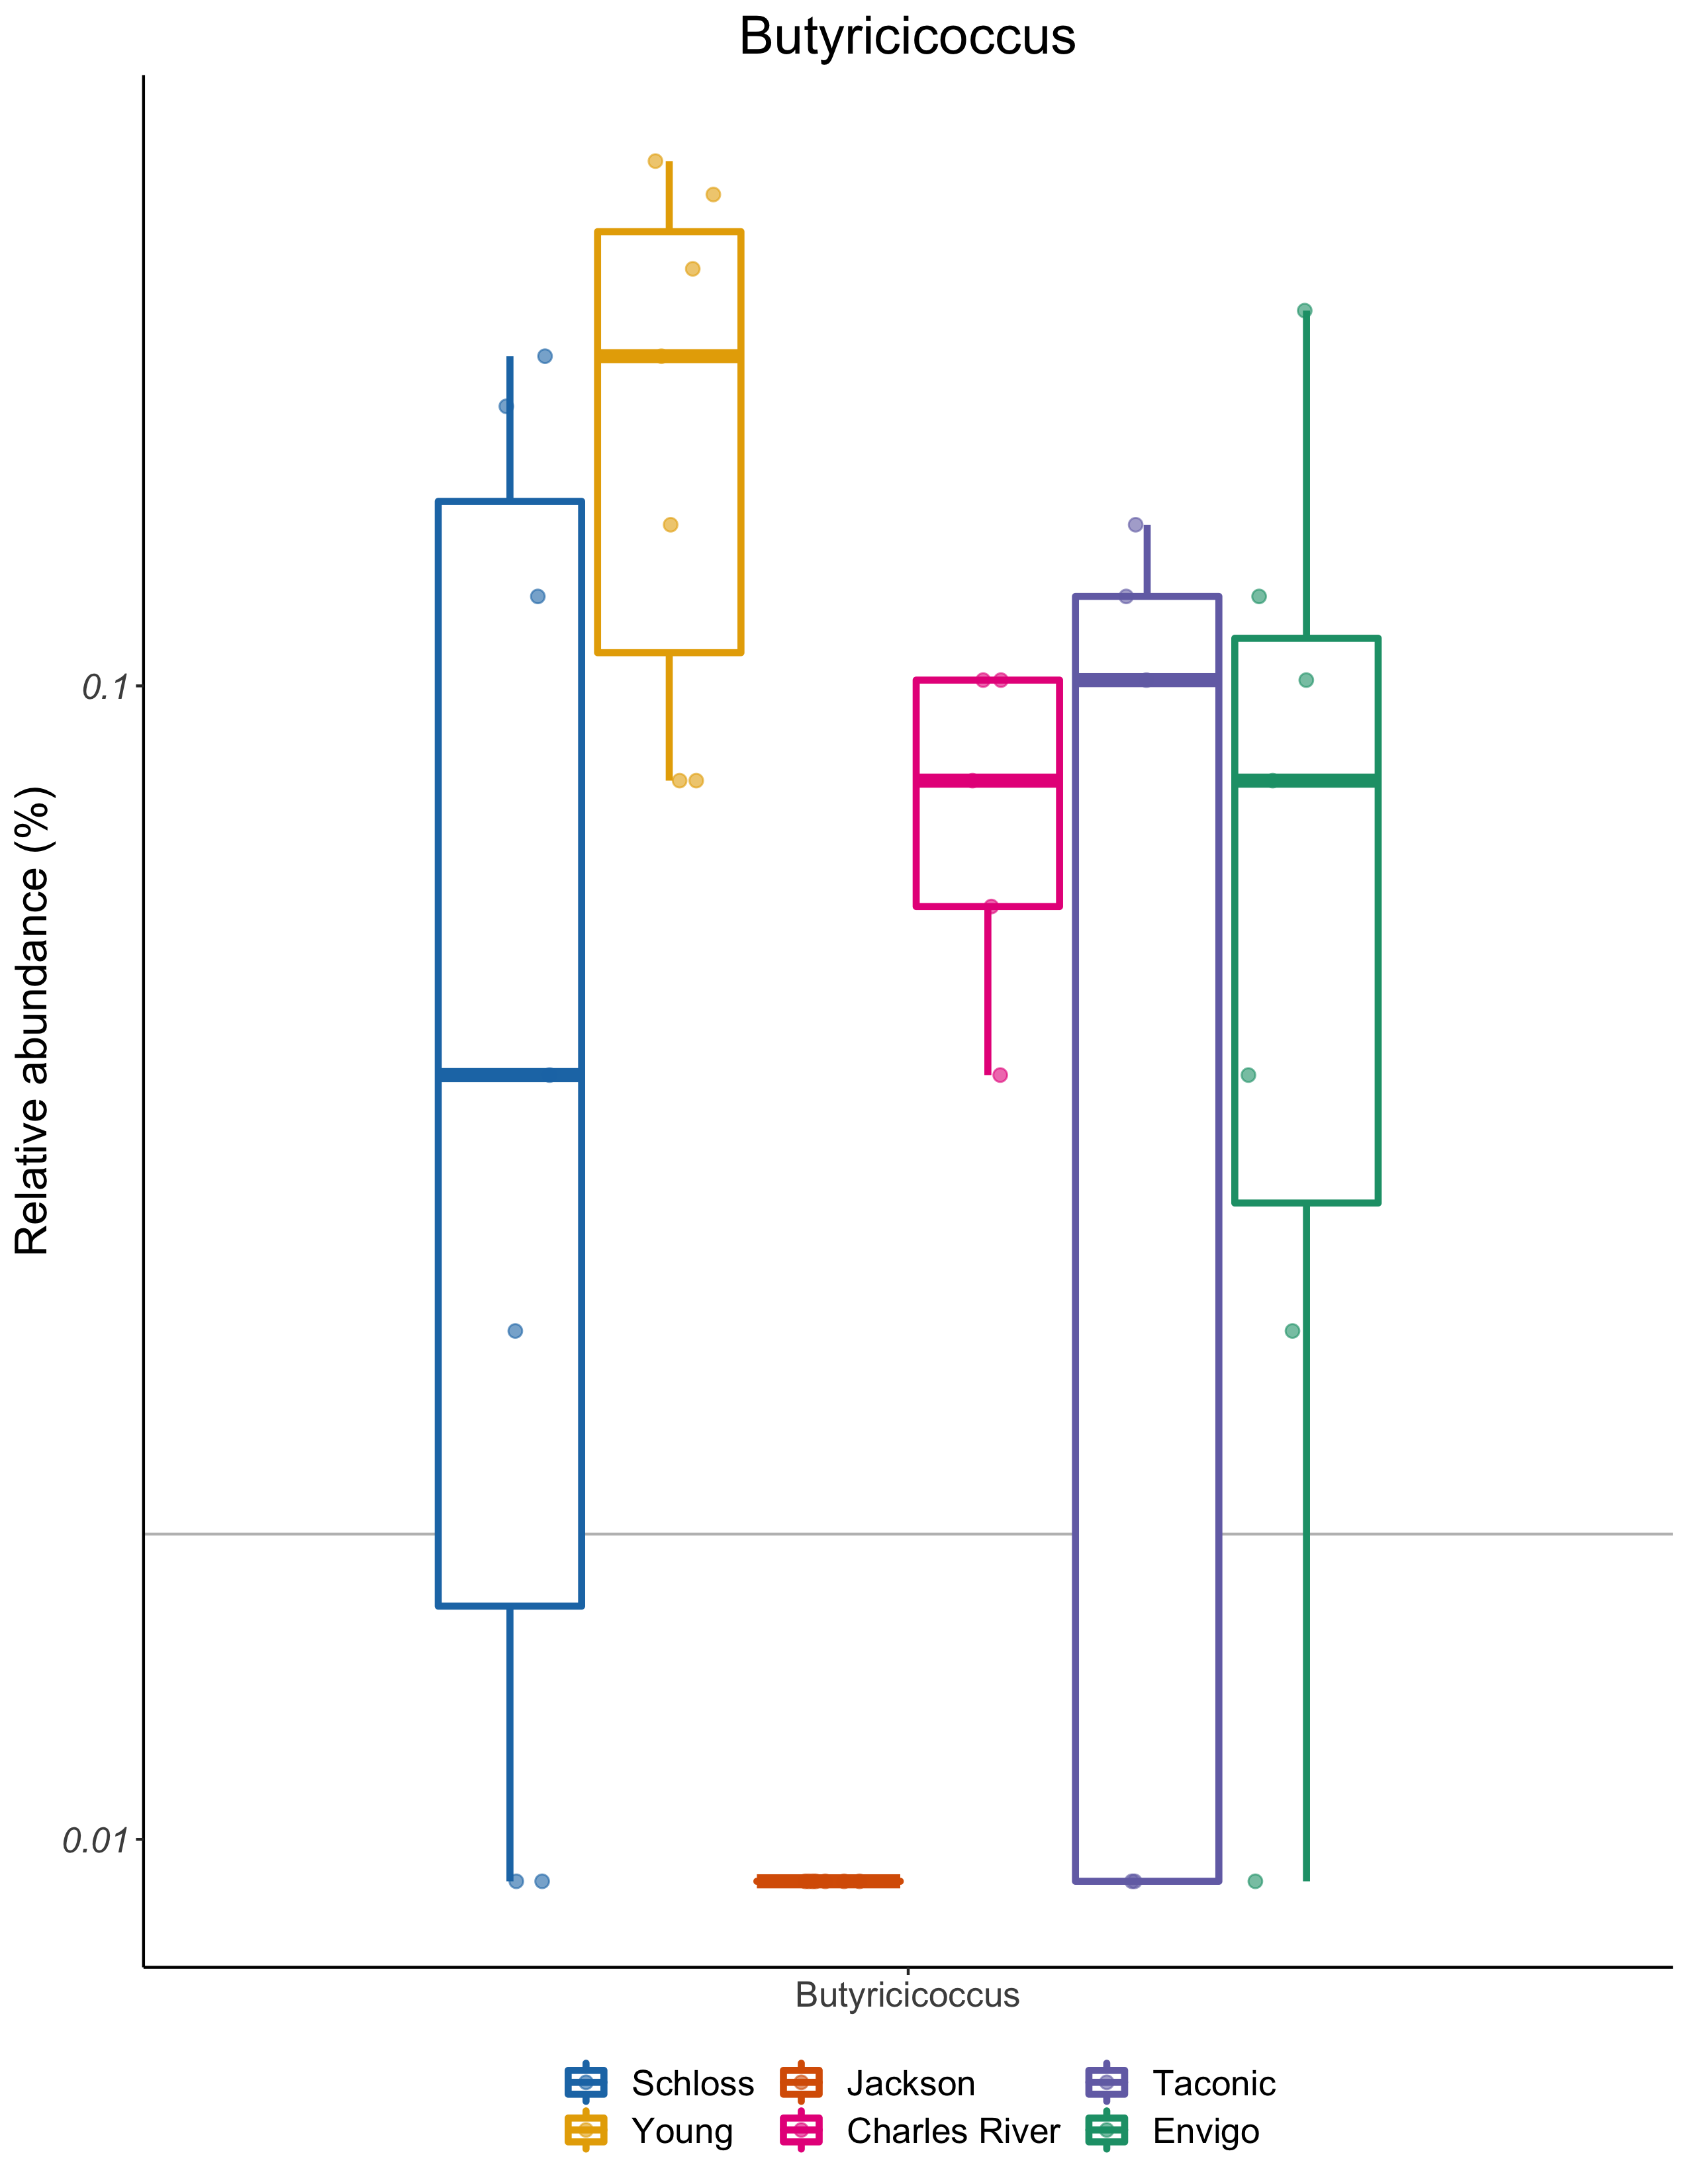 Butyricicoccus
Relative abundance (%)
0.1
0.01
Butyricicoccus
Schloss Jackson Taconic
Young Charles River Envigo